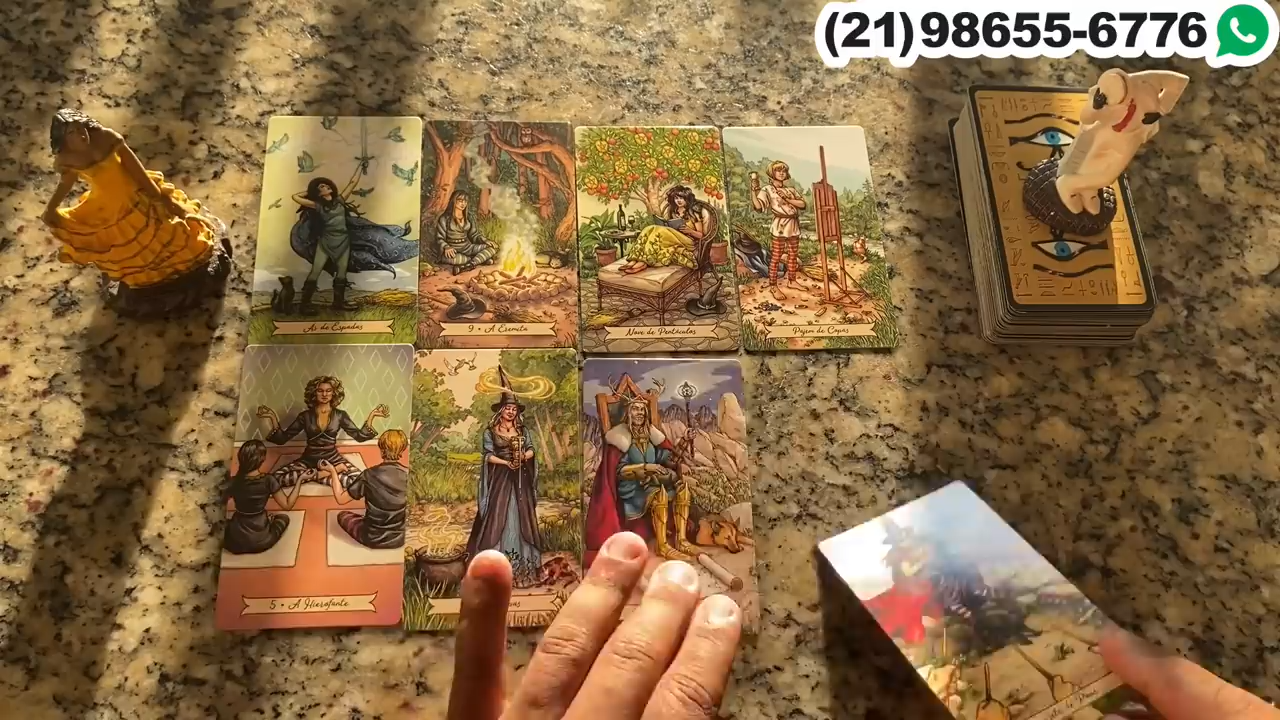 (21)98655-6776
Ás de Espadas
9 • A Eremita
Nove de Pentáculos
Pajem de Copas
5 • A Hierofante